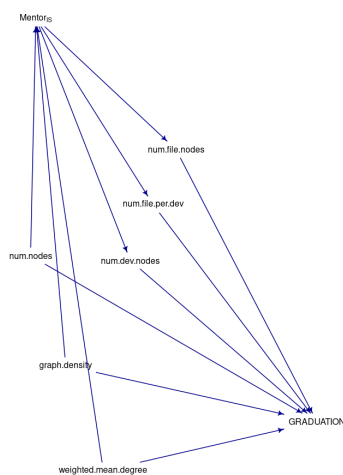 Mentor_IS
num.file.nodes
num.file.per.dev
num.nodes
num.dev.nodes
graph.density
GRADUATION
weighted.mean.degree